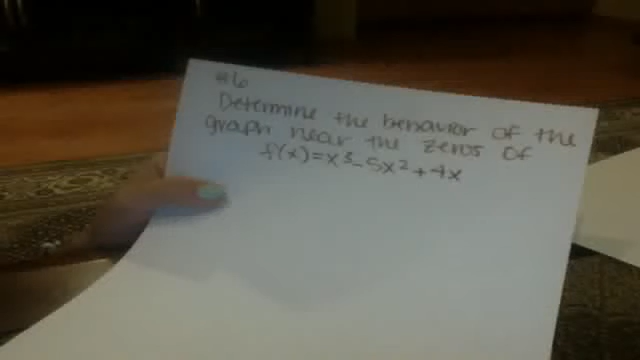 #6
Determine the behavior of the
graph near the zeros of
f(x)=x³-5x²+4x